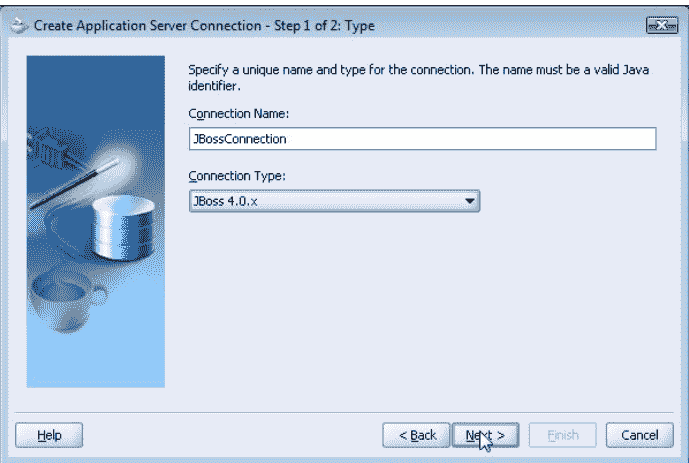 Create Application Server Connection - Step 1 of 2: Type
Specify a unique name and type for the connection. The name must be a valid Java
identifier.
Connection Name:
JBossConnection
Connection Type:
JBoss 4.0.x
Help
< Back
Next >
Finish
Cancel